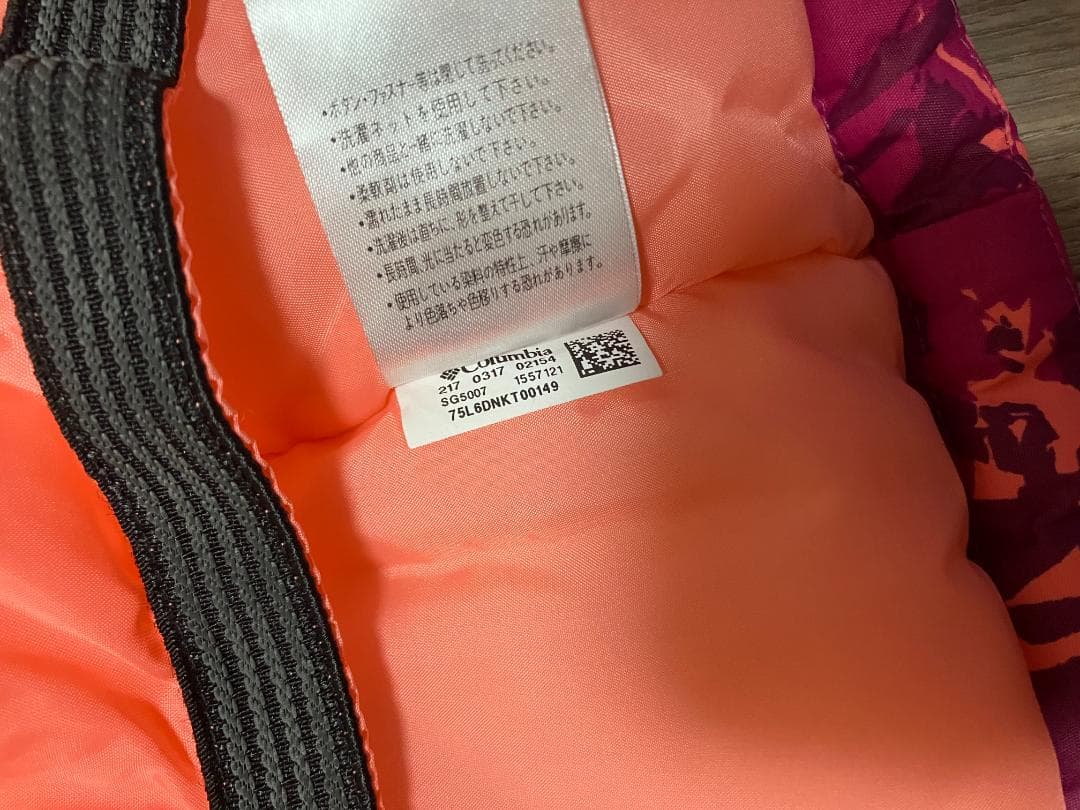 ・ボタン・ファスナー等は閉じて洗ってください。
・洗濯ネットを使用して下さい。
・他の商品と一緒に洗濯しないで下さい。
・柔軟剤は使用しないで下さい。
・濡れたまま長時間放置しないで下さい。
・洗濯後は直ちに、形を整えて干して下さい。
・長時間、光に当たると変色する恐れがあります。
・使用している染料の特性上、汗や摩擦に
より色落ちや色移りする恐れがあります。
Columbia
217 0317 02154
SG5007 1557121
75L6DNKT00149